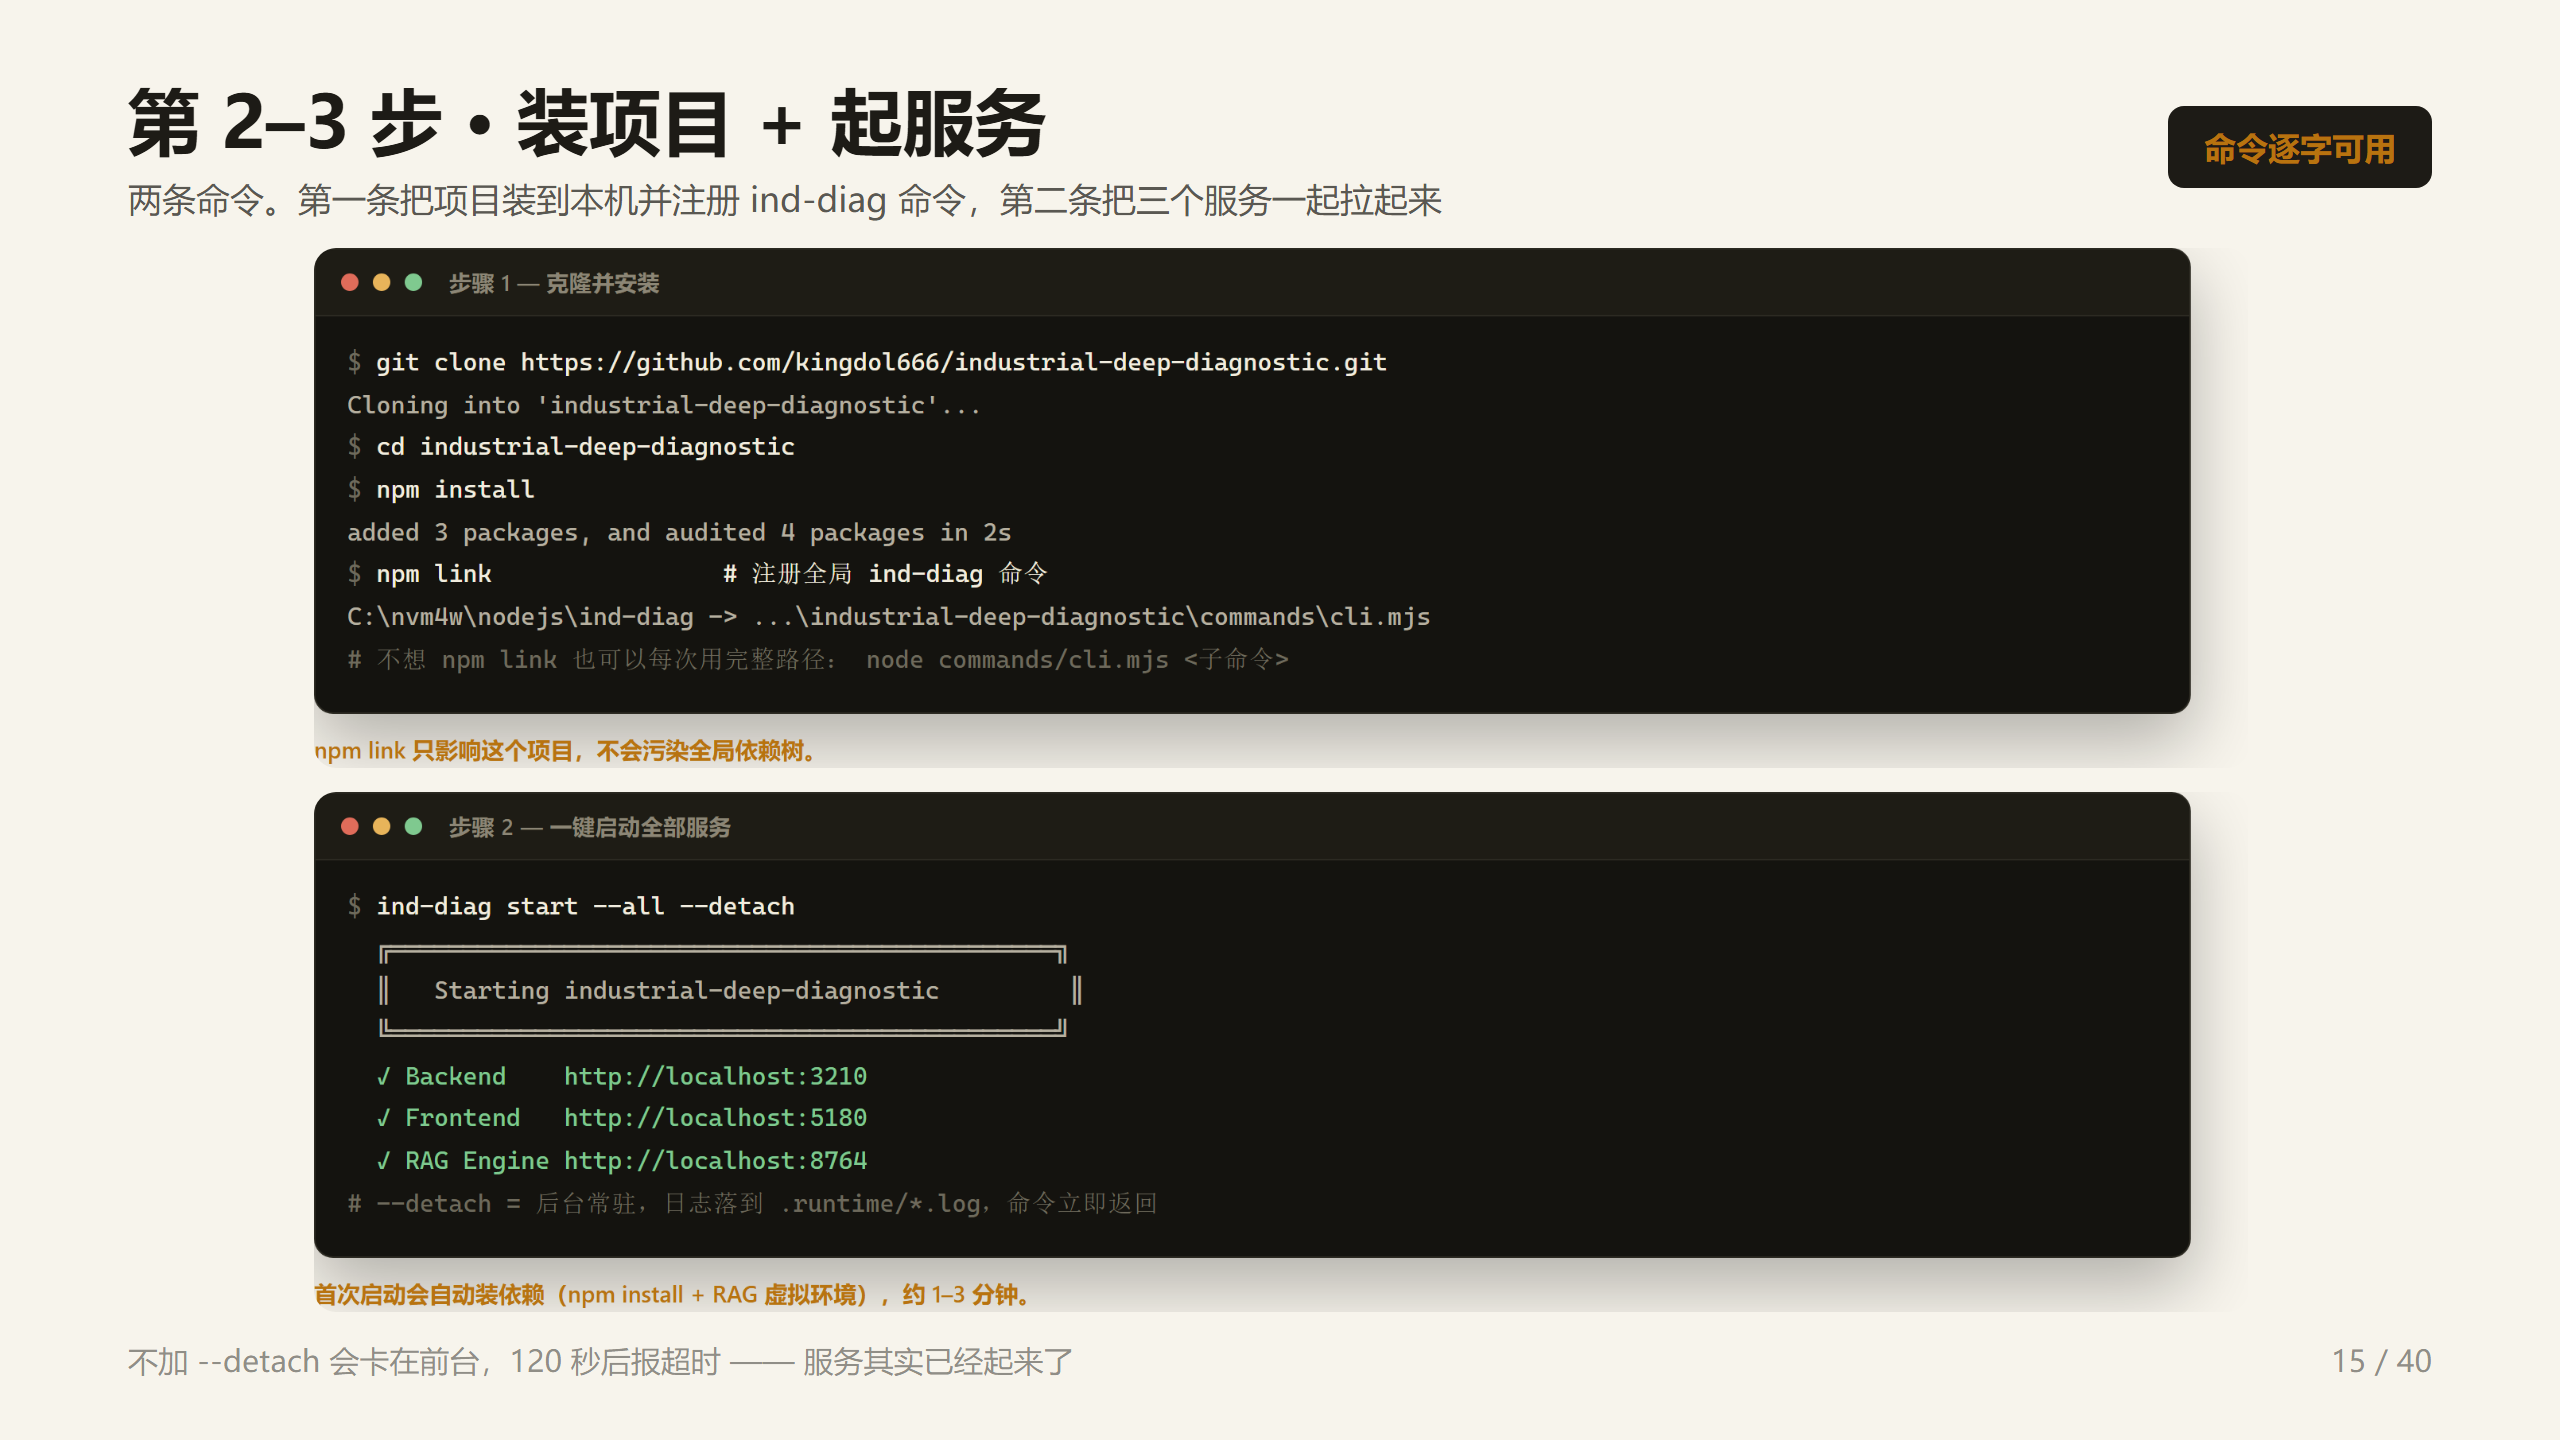 第 2–3 步 • 装项目 + 起服务
命令逐字可用
两条命令。第一条把项目装到本机并注册 ind-diag 命令，第二条把三个服务一起拉起来
步骤 1 — 克隆并安装
$ git clone https://github.com/kingdol666/industrial-deep-diagnostic.git
Cloning into 'industrial-deep-diagnostic'...
$ cd industrial-deep-diagnostic
$ npm install
added 3 packages, and audited 4 packages in 2s
$ npm link                # 注册全局 ind-diag 命令
C:\nvm4w\nodejs\ind-diag -> ...\industrial-deep-diagnostic\commands\cli.mjs
# 不想 npm link 也可以每次用完整路径： node commands/cli.mjs <子命令>
npm link 只影响这个项目，不会污染全局依赖树。
步骤 2 — 一键启动全部服务
$ ind-diag start --all --detach
╔═══════════════════════════════════════════════╗
║   Starting industrial-deep-diagnostic         ║
╚═══════════════════════════════════════════════╝
✓ Backend    http://localhost:3210
✓ Frontend   http://localhost:5180
✓ RAG Engine http://localhost:8764
# --detach = 后台常驻，日志落到 .runtime/*.log，命令立即返回
首次启动会自动装依赖（npm install + RAG 虚拟环境），约 1–3 分钟。
不加 --detach 会卡在前台，120 秒后报超时 —— 服务其实已经起来了
15 / 40